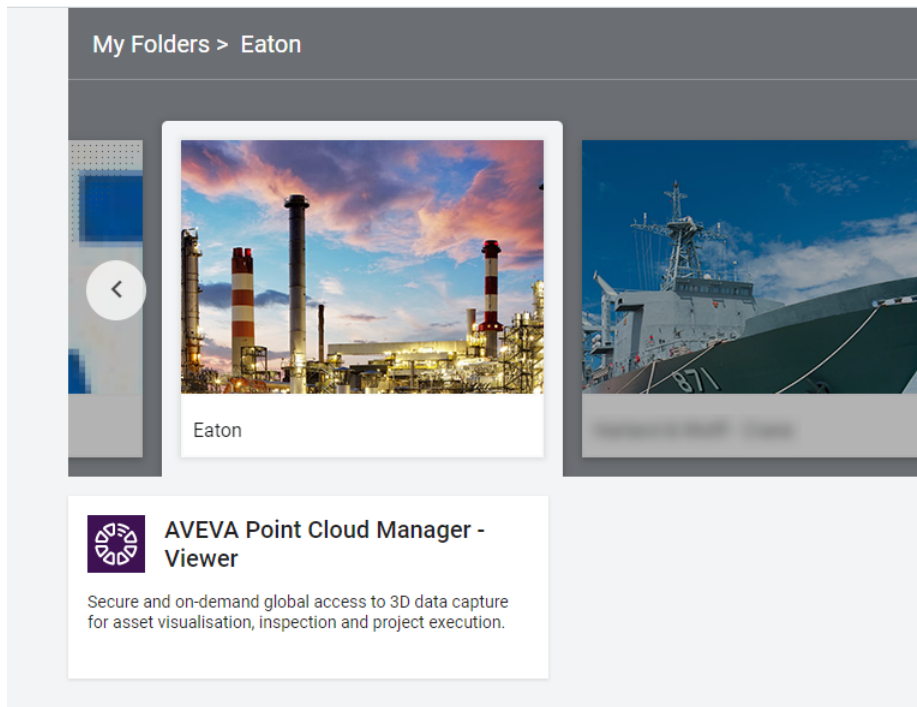 My Folders > Eaton
871
Eaton
AVEVA Point Cloud Manager -
Viewer
Secure and on-demand global access to 3D data capture
for asset visualisation, inspection and project execution.